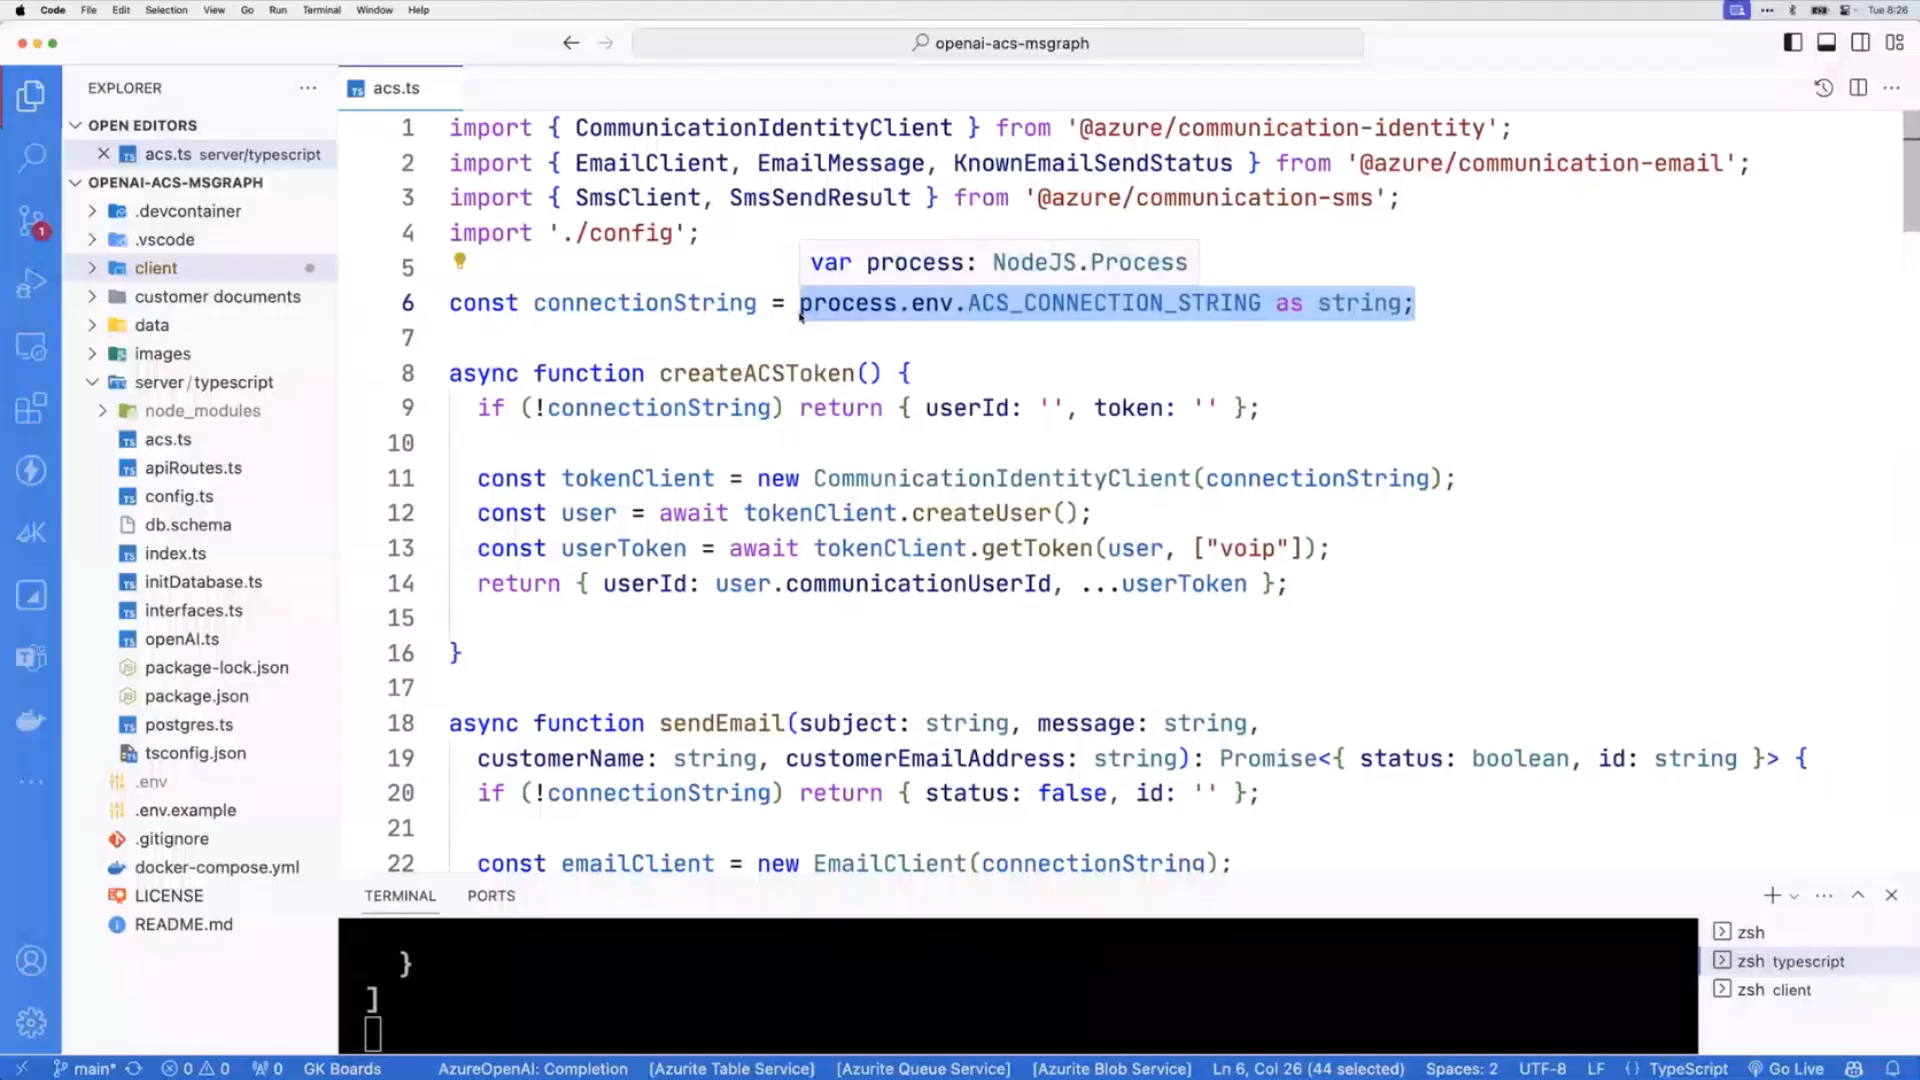 Code File Edit Selection View Go Run Terminal Window Help Tue 8:26
openai-acs-msgraph
EXPLORER
OPEN EDITORS
acs.ts server/typescript
OPENAI-ACS-MSGRAPH
.devcontainer
.vscode
client
customer documents
data
images
server/typescript
node_modules
acs.ts
apiRoutes.ts
config.ts
db.schema
index.ts
initDatabase.ts
interfaces.ts
openAI.ts
package-lock.json
package.json
postgres.ts
tsconfig.json
.env
.env.example
.gitignore
docker-compose.yml
LICENSE
README.md
1
acs.ts
1 import { CommunicationIdentityClient } from '@azure/communication-identity';
2 import { EmailClient, EmailMessage, KnownEmailSendStatus } from '@azure/communication-email';
3 import { SmsClient, SmsSendResult } from '@azure/communication-sms';
4 import './config';
var process: NodeJS.Process
5
6 const connectionString = process.env.ACS_CONNECTION_STRING as string;
7
8 async function createACSToken() {
9 if (!connectionString) return { userId: '', token: '' };
10
11 const tokenClient = new CommunicationIdentityClient(connectionString);
12 const user = await tokenClient.createUser();
13 const userToken = await tokenClient.getToken(user, ["voip"]);
14 return { userId: user.communicationUserId, ...userToken };
15
16 }
17
18 async function sendEmail(subject: string, message: string,
19 customerName: string, customerEmailAddress: string): Promise<{ status: boolean, id: string }> {
20 if (!connectionString) return { status: false, id: '' };
21
22 const emailClient = new EmailClient(connectionString);
TERMINAL PORTS
}
]
zsh
zsh typescript
zsh client
main* 0 0 0 GK Boards AzureOpenAI: Completion [Azurite Table Service] [Azurite Queue Service] [Azurite Blob Service] Ln 6, Col 26 (44 selected) Spaces: 2 UTF-8 LF {} TypeScript Go Live